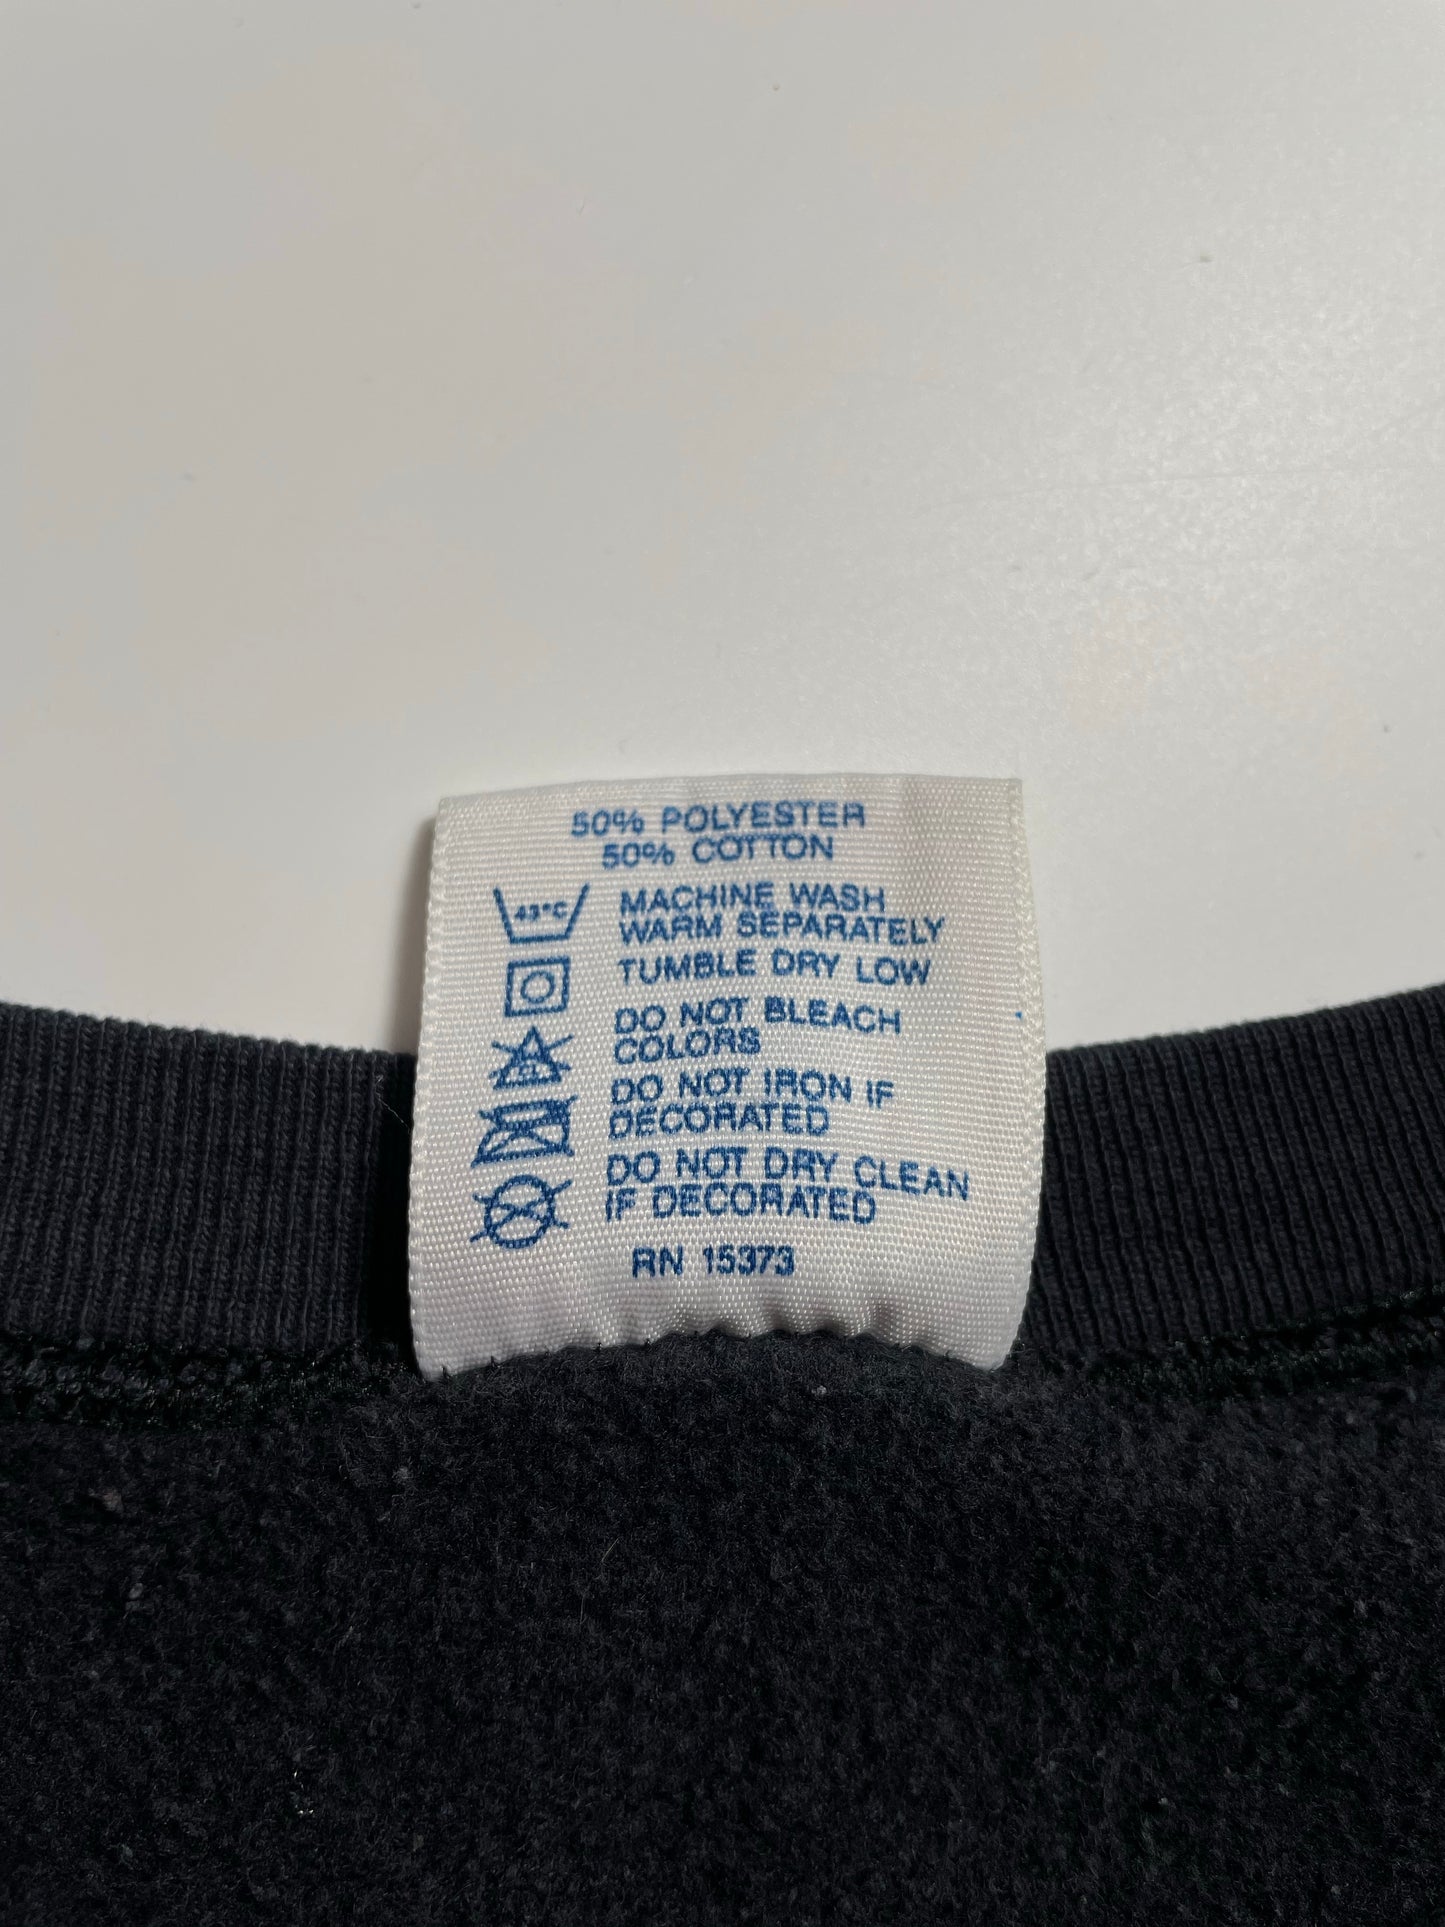 50% POLYESTER
50% COTTON
MACHINE WASH
WARM SEPARATELY
TUMBLE DRY LOW
DO NOT BLEACH
COLORS
DO NOT IRON IF
DECORATED
DO NOT DRY CLEAN
IF DECORATED
RN 15373